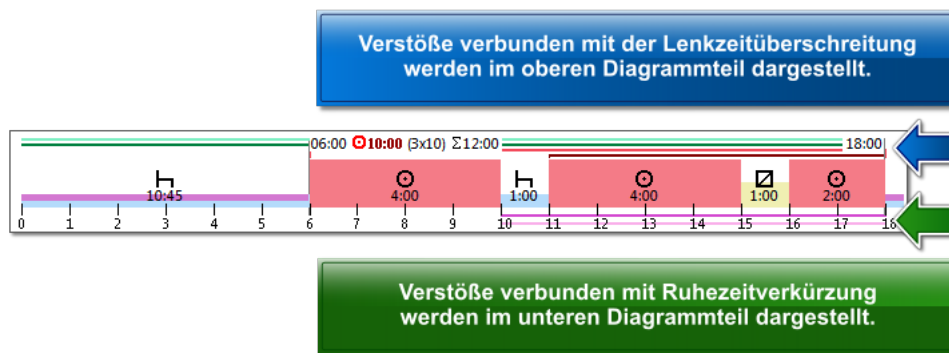 Verstöße verbunden mit der Lenkzeitüberschreitung
werden im oberen Diagrammteil dargestellt.
06:00 10:00 (3x10) Σ12:00 18:00
10:45 4:00 1:00 4:00 1:00 2:00
0 1 2 3 4 5 6 7 8 9 10 11 12 13 14 15 16 17 18
Verstöße verbunden mit Ruhezeitverkürzung
werden im unteren Diagrammteil dargestellt.